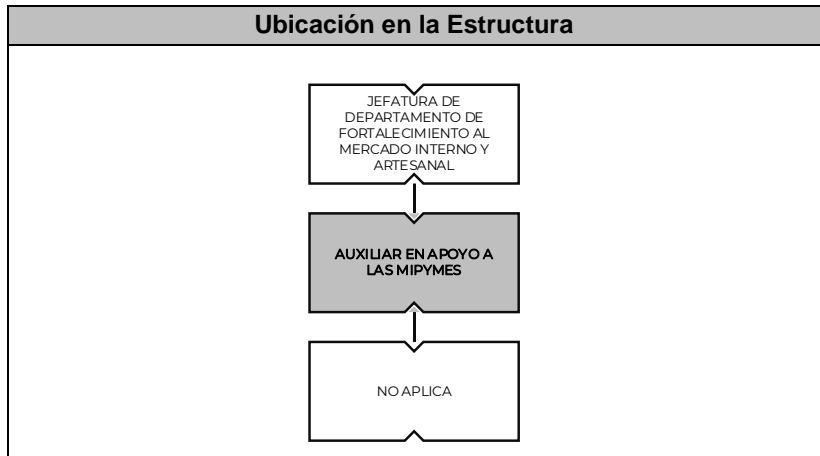 Ubicación en la Estructura
JEFATURA DE
DEPARTAMENTO DE
FORTALECIMIENTO AL
MERCADO INTERNO Y
ARTESANAL
AUXILIAR EN APOYO A
LAS MIPYMES
NO APLICA